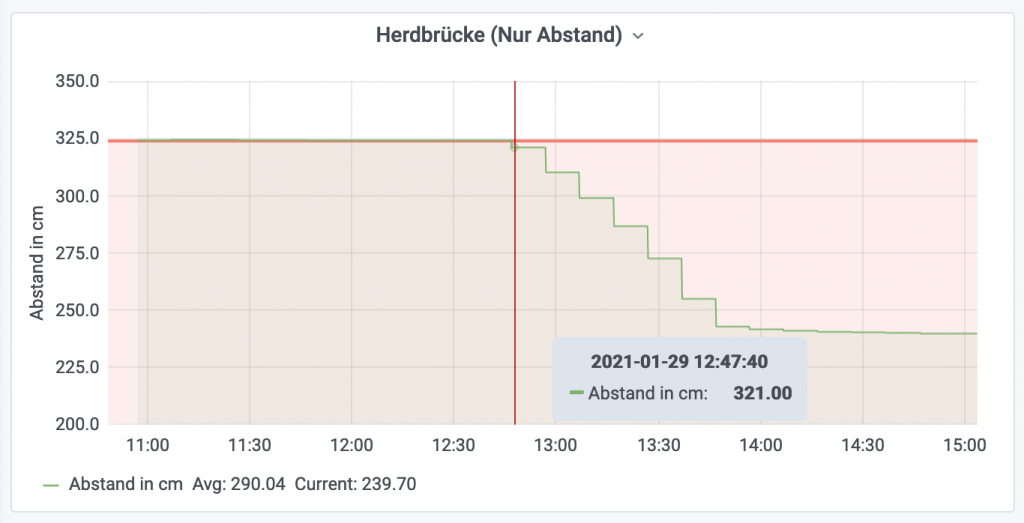 Herdbrücke (Nur Abstand)
350.0
325.0
300.0
275.0
250.0
225.0
200.0
Abstand in cm
2021-01-29 12:47:40
Abstand in cm: 321.00
11:00 11:30 12:00 12:30 13:00 13:30 14:00 14:30 15:00
Abstand in cm Avg: 290.04 Current: 239.70